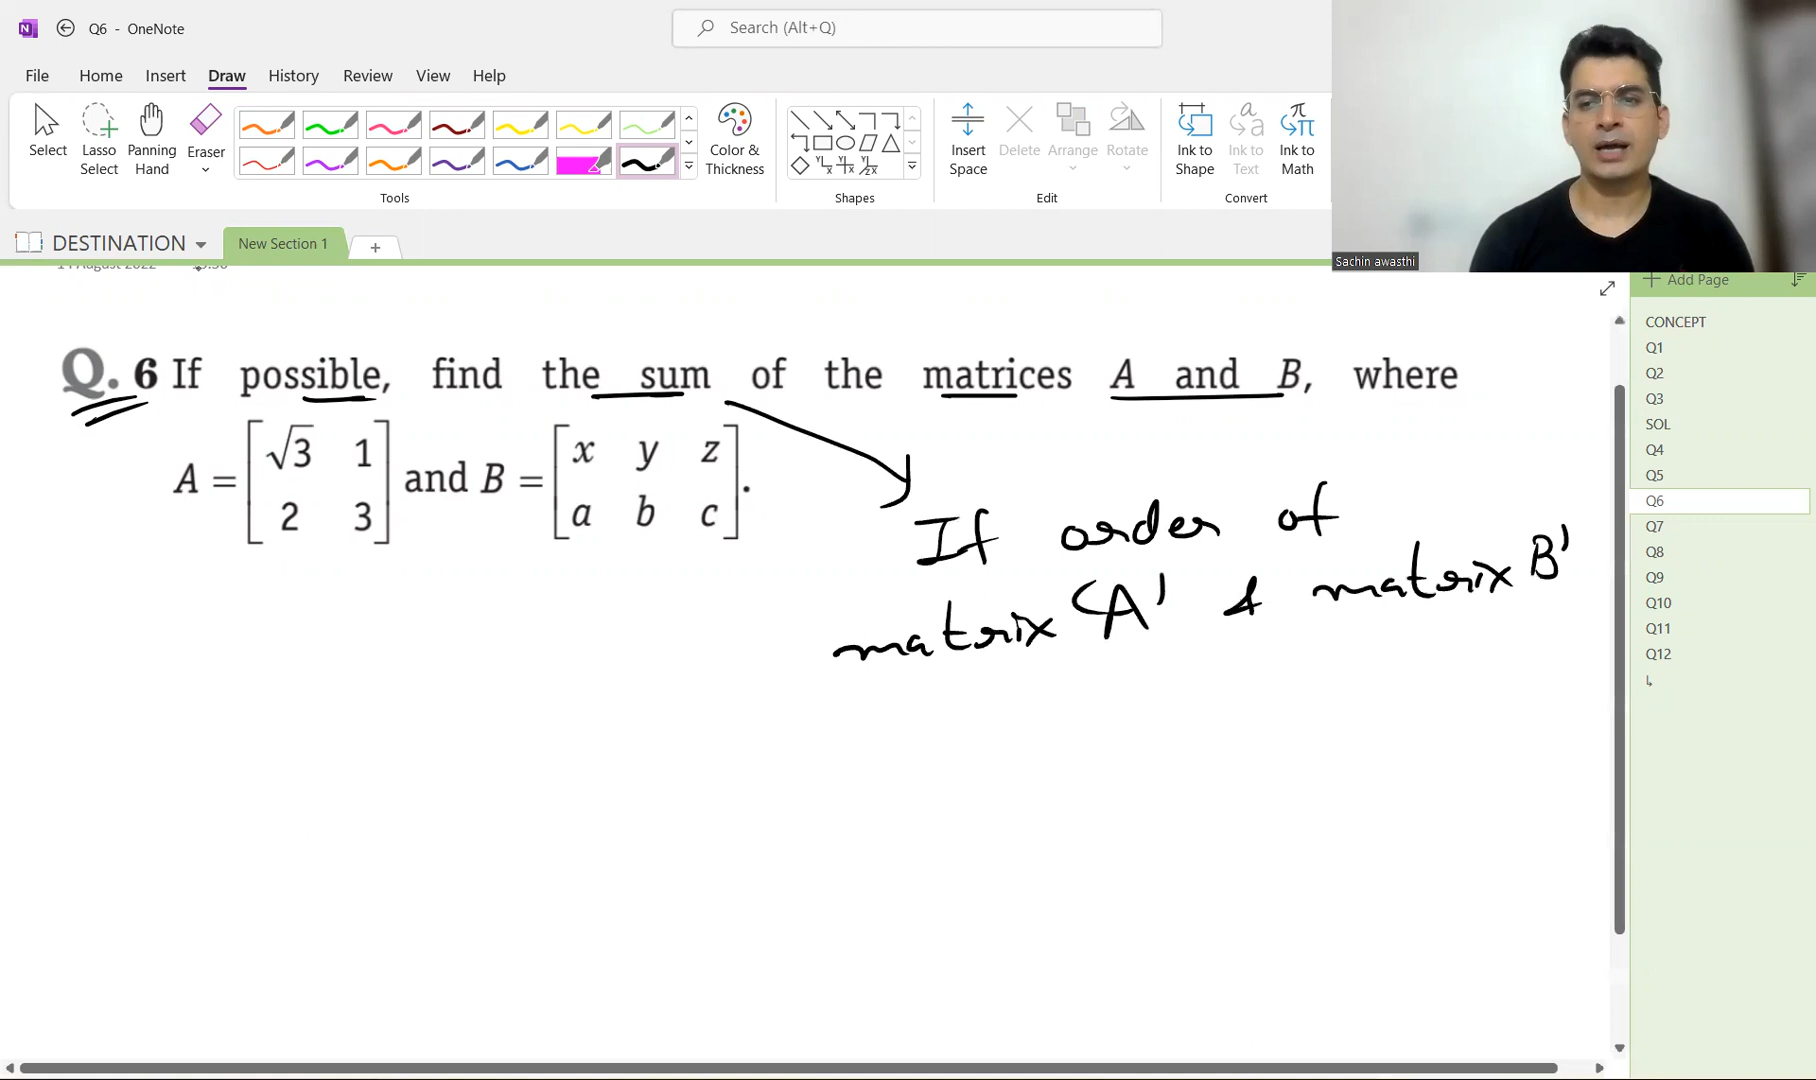 Q6 - OneNote
Search (Alt+Q)
File Home Insert Draw History Review View Help
Select
Lasso Select
Panning Hand
Eraser
Color & Thickness
Insert Space
Delete
Arrange
Rotate
Ink to Shape
Ink to Text
Ink to Math
Tools
Shapes
Edit
Convert
DESTINATION
New Section 1
Sachin awasthi
Add Page
CONCEPT
Q1
Q2
Q3
SOL
Q4
Q5
Q6
Q7
Q8
Q9
Q10
Q11
Q12
Q. 6 If possible, find the sum of the matrices A and B, where
A = [√3 1
2 3] and B = [x y z
a b c].
If order of
matrix 'A' & matrix B'